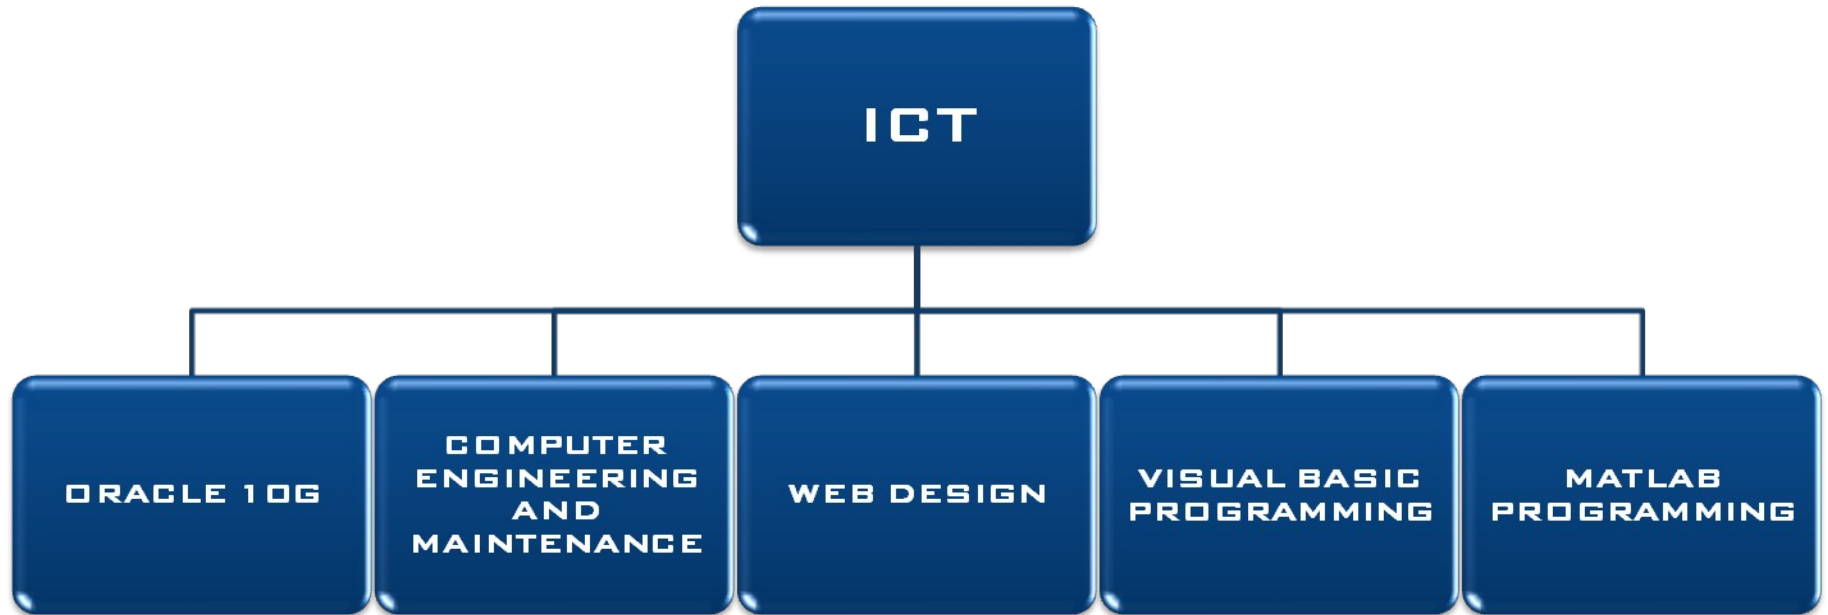 ICT
ORACLE 10G
COMPUTER
ENGINEERING
AND
MAINTENANCE
WEB DESIGN
VISUAL BASIC
PROGRAMMING
MATLAB
PROGRAMMING